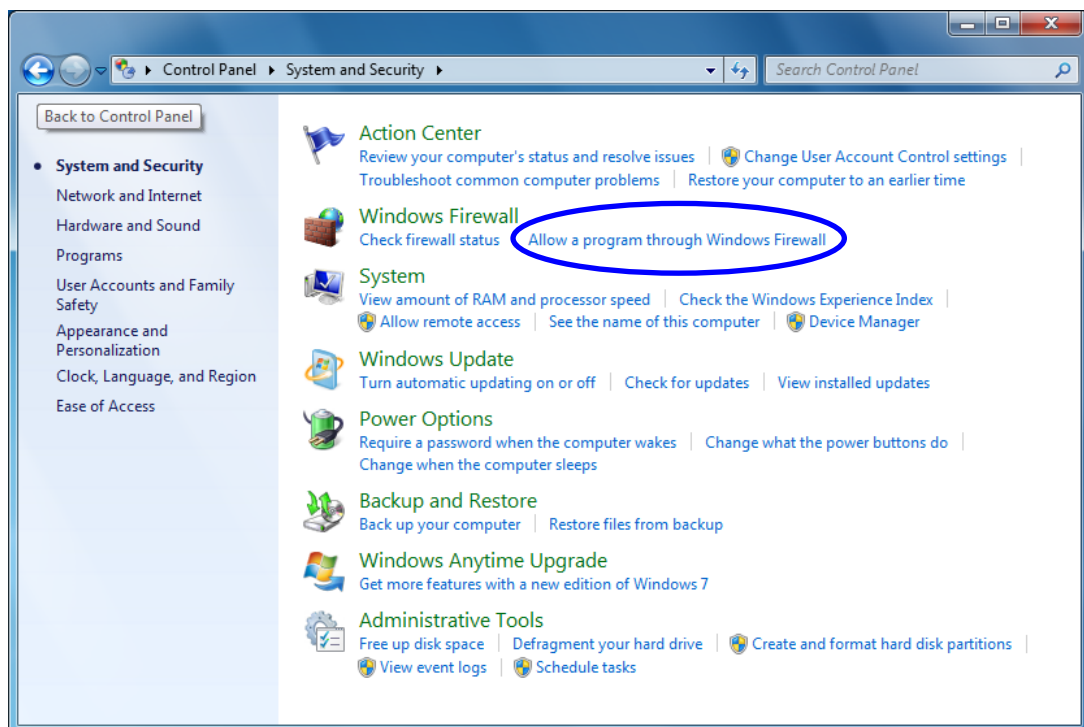 Control Panel System and Security Search Control Panel
Back to Control Panel
System and Security
Network and Internet
Hardware and Sound
Programs
User Accounts and Family
Safety
Appearance and
Personalization
Clock, Language, and Region
Ease of Access
Action Center
Review your computer's status and resolve issues Change User Account Control settings
Troubleshoot common computer problems Restore your computer to an earlier time
Windows Firewall
Check firewall status Allow a program through Windows Firewall
System
View amount of RAM and processor speed Check the Windows Experience Index
Allow remote access See the name of this computer Device Manager
Windows Update
Turn automatic updating on or off Check for updates View installed updates
Power Options
Require a password when the computer wakes Change what the power buttons do
Change when the computer sleeps
Backup and Restore
Back up your computer Restore files from backup
Windows Anytime Upgrade
Get more features with a new edition of Windows 7
Administrative Tools
Free up disk space Defragment your hard drive Create and format hard disk partitions
View event logs Schedule tasks